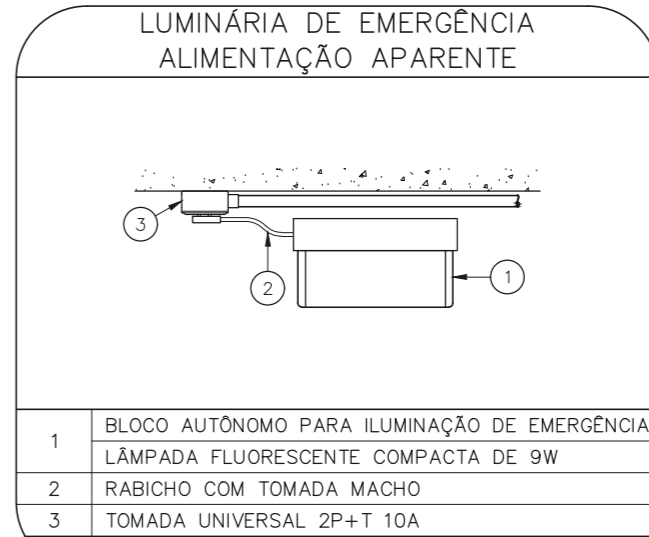 LUMINÁRIA DE EMERGÊNCIA
ALIMENTAÇÃO APARENTE
3
2
1
1
BLOCO AUTÔNOMO PARA ILUMINAÇÃO DE EMERGÊNCIA
LÂMPADA FLUORESCENTE COMPACTA DE 9W
2 RABICHO COM TOMADA MACHO
3 TOMADA UNIVERSAL 2P+T 10A